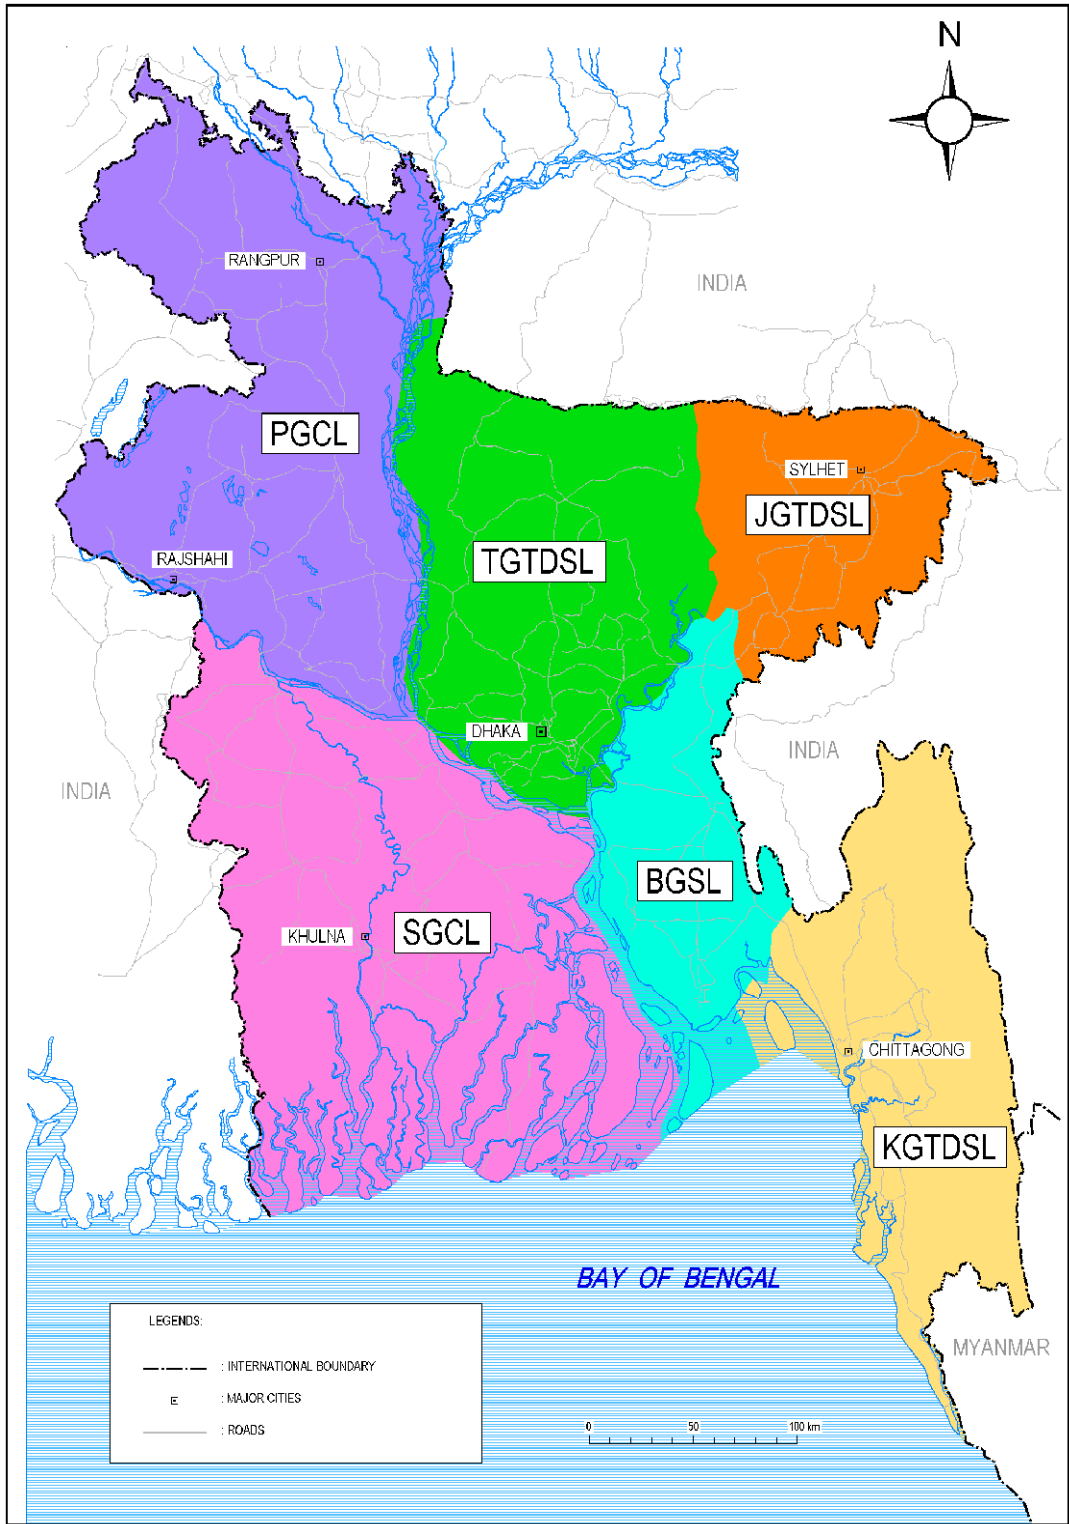 N
INDIA
RANGPUR
PGCL
SYLHET
JGTDSL
TGTDSL
RAJSHAHI
DHAKA
INDIA
INDIA
BGSL
SGCL
KHULNA
CHITTAGONG
KGTDSL
BAY OF BENGAL
MYANMAR
LEGENDS:
: INTERNATIONAL BOUNDARY
: MAJOR CITIES
: ROADS
0 50 100 km